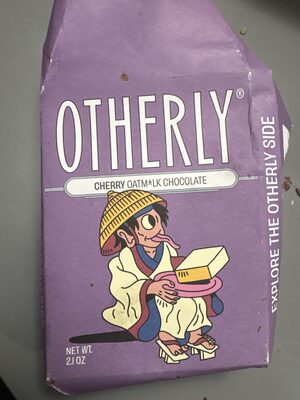 OTHERLY®
CHERRY OATM*LK CHOCOLATE
EXPLORE THE OTHERLY SIDE
NET WT.
2.1 OZ